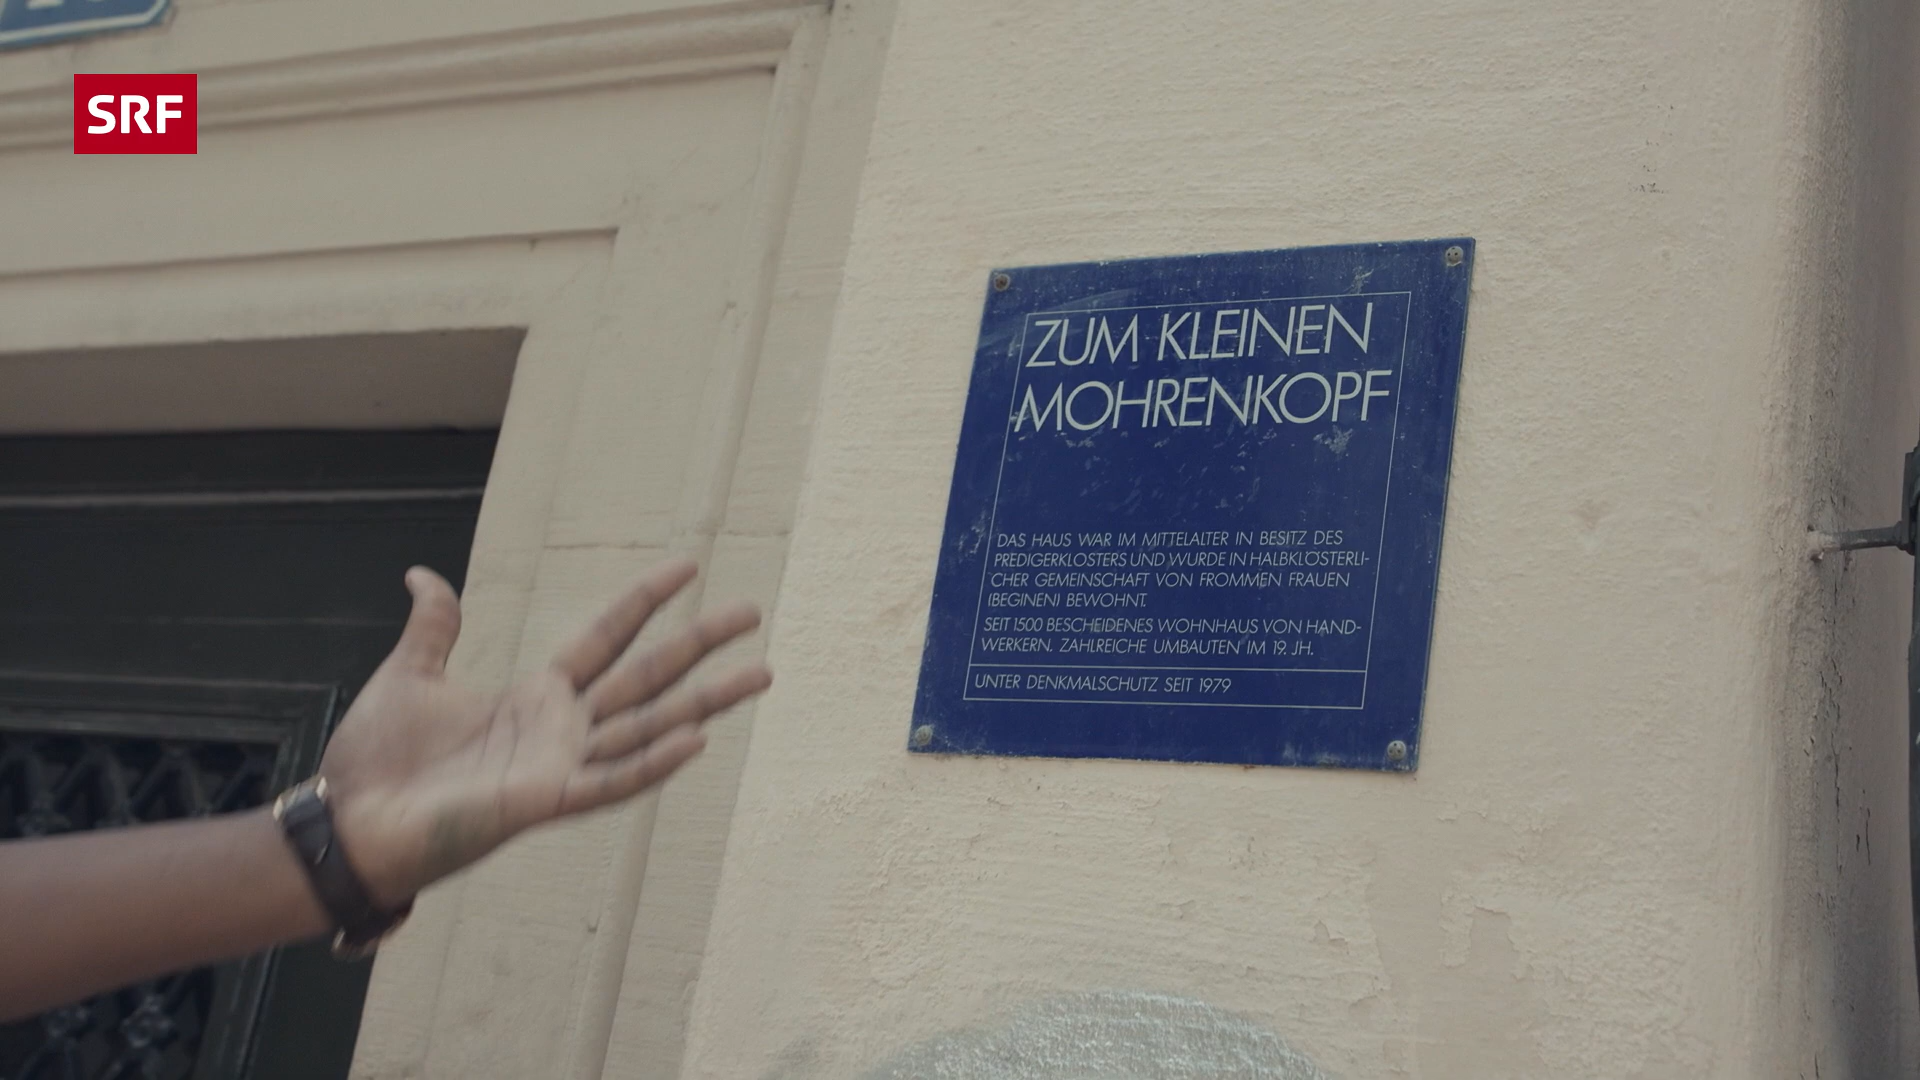 SRF
ZUM KLEINEN
MOHRENKOPF
DAS HAUS WAR IM MITTELALTER IN BESITZ DES
PREDIGERKLOSTERS UND WURDE IN HALBKLÖSTERLI-
CHER GEMEINSCHAFT VON FROMMEN FRAUEN
(BEGINEN) BEWOHNT.
SEIT 1500 BESCHEIDENES WOHNHAUS VON HAND-
WERKERN. ZAHLREICHE UMBAUTEN IM 19. JH.
UNTER DENKMALSCHUTZ SEIT 1979